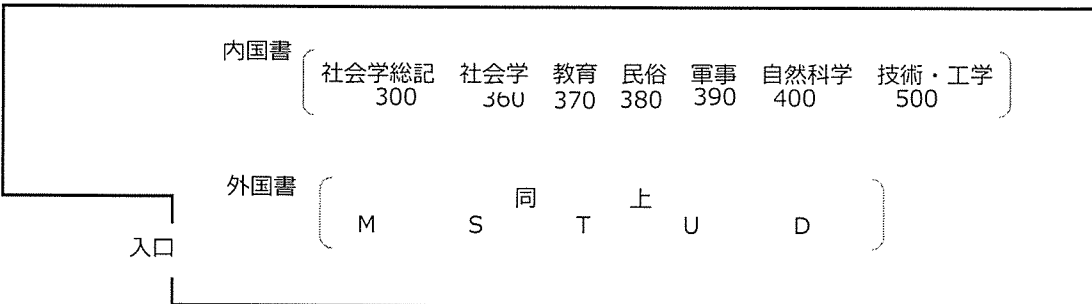 内国書
社会学総記 社会学 教育 民俗 軍事 自然科学 技術・工学
300 360 370 380 390 400 500
外国書
同 上
M S T U D
入口